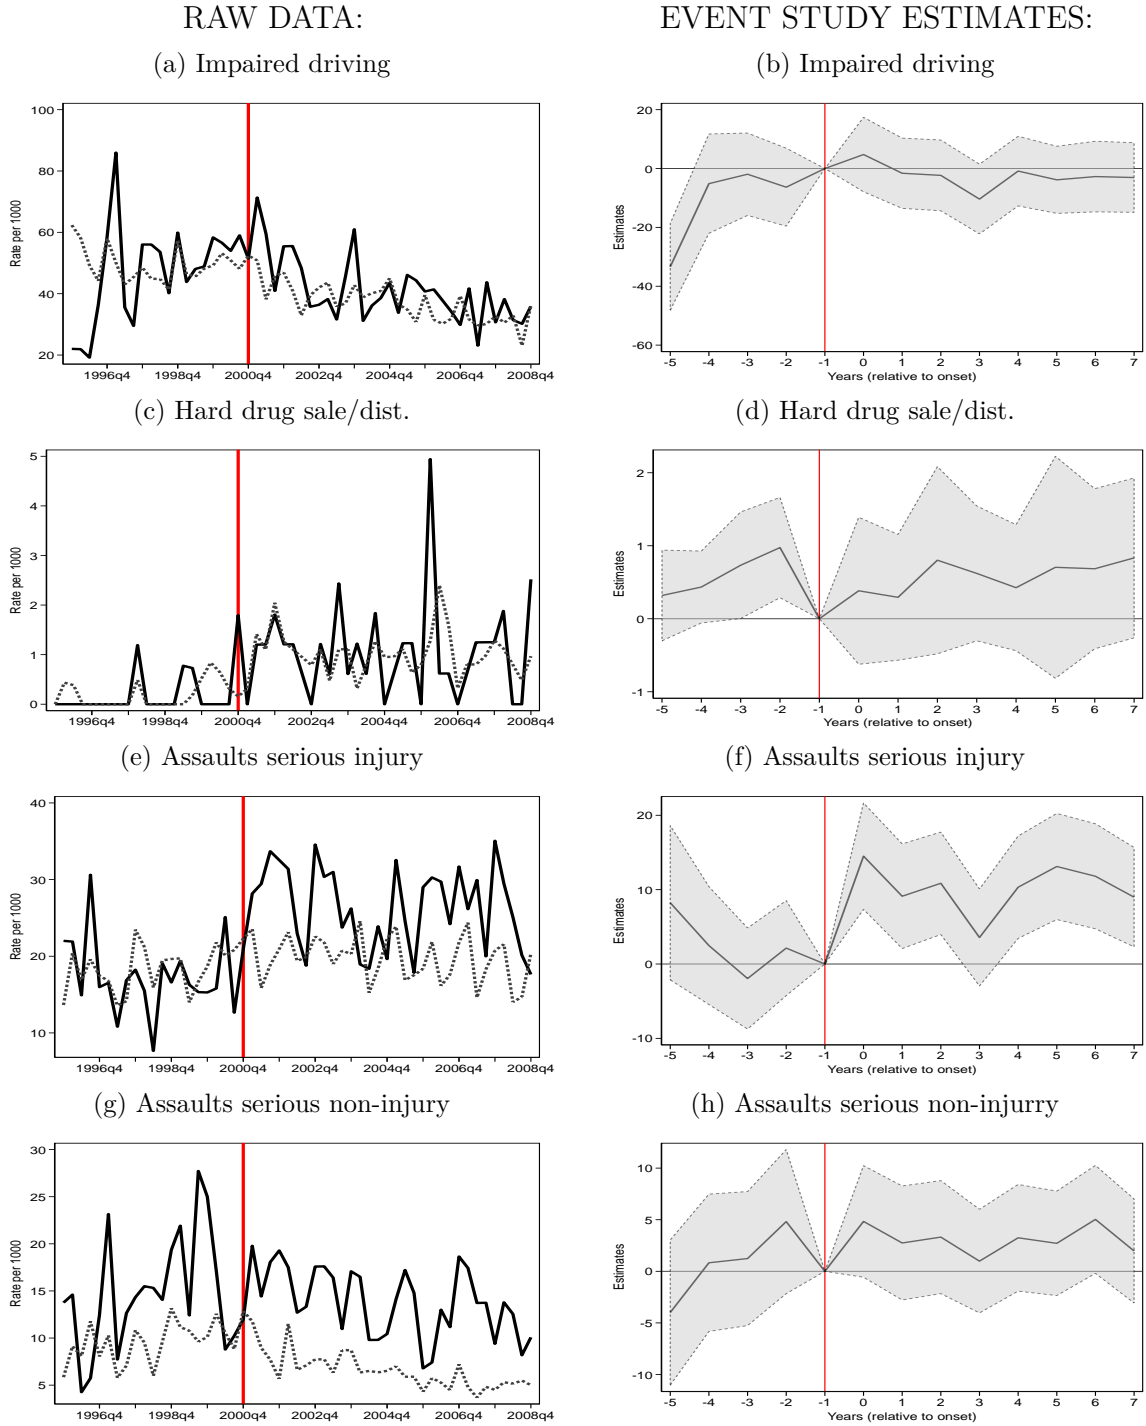 RAW DATA:
EVENT STUDY ESTIMATES:
(a) Impaired driving
(b) Impaired driving
100
80
60
40
20
Rate per 1000
1996q4 1998q4 2000q4 2002q4 2004q4 2006q4 2008q4
20
0
-20
-40
-60
Estimates
-5 -4 -3 -2 -1 0 1 2 3 4 5 6 7
Years (relative to onset)
(c) Hard drug sale/dist.
(d) Hard drug sale/dist.
5
4
3
2
1
0
Rate per 1000
1996q4 1998q4 2000q4 2002q4 2004q4 2006q4 2008q4
2
1
0
-1
Estimates
-5 -4 -3 -2 -1 0 1 2 3 4 5 6 7
Years (relative to onset)
(e) Assaults serious injury
(f) Assaults serious injury
40
30
20
10
Rate per 1000
1996q4 1998q4 2000q4 2002q4 2004q4 2006q4 2008q4
20
10
0
-10
Estimates
-5 -4 -3 -2 -1 0 1 2 3 4 5 6 7
Years (relative to onset)
(g) Assaults serious non-injury
(h) Assaults serious non-injurry
30
25
20
15
10
5
Rate per 1000
1996q4 1998q4 2000q4 2002q4 2004q4 2006q4 2008q4
10
5
0
-5
-10
Estimates
-5 -4 -3 -2 -1 0 1 2 3 4 5 6 7
Years (relative to onset)